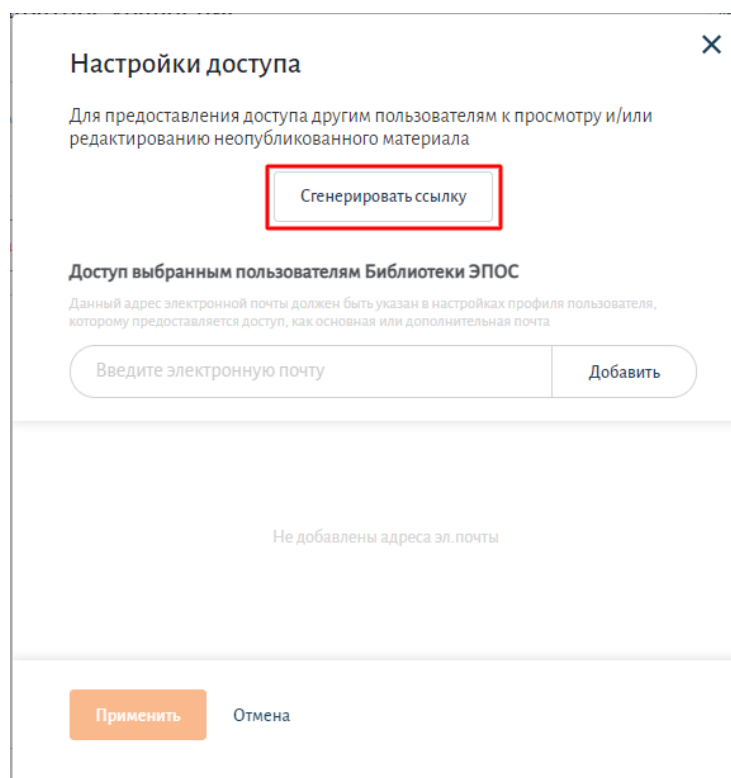 Настройки доступа
Для предоставления доступа другим пользователям к просмотру и/или
редактированию неопубликованного материала
Сгенерировать ссылку
Доступ выбранным пользователям Библиотеки ЭПОС
Данный адрес электронной почты должен быть указан в настройках профиля пользователя,
которому предоставляется доступ, как основная или дополнительная почта
Введите электронную почту
Добавить
Не добавлены адреса эл.почты
Применить
Отмена